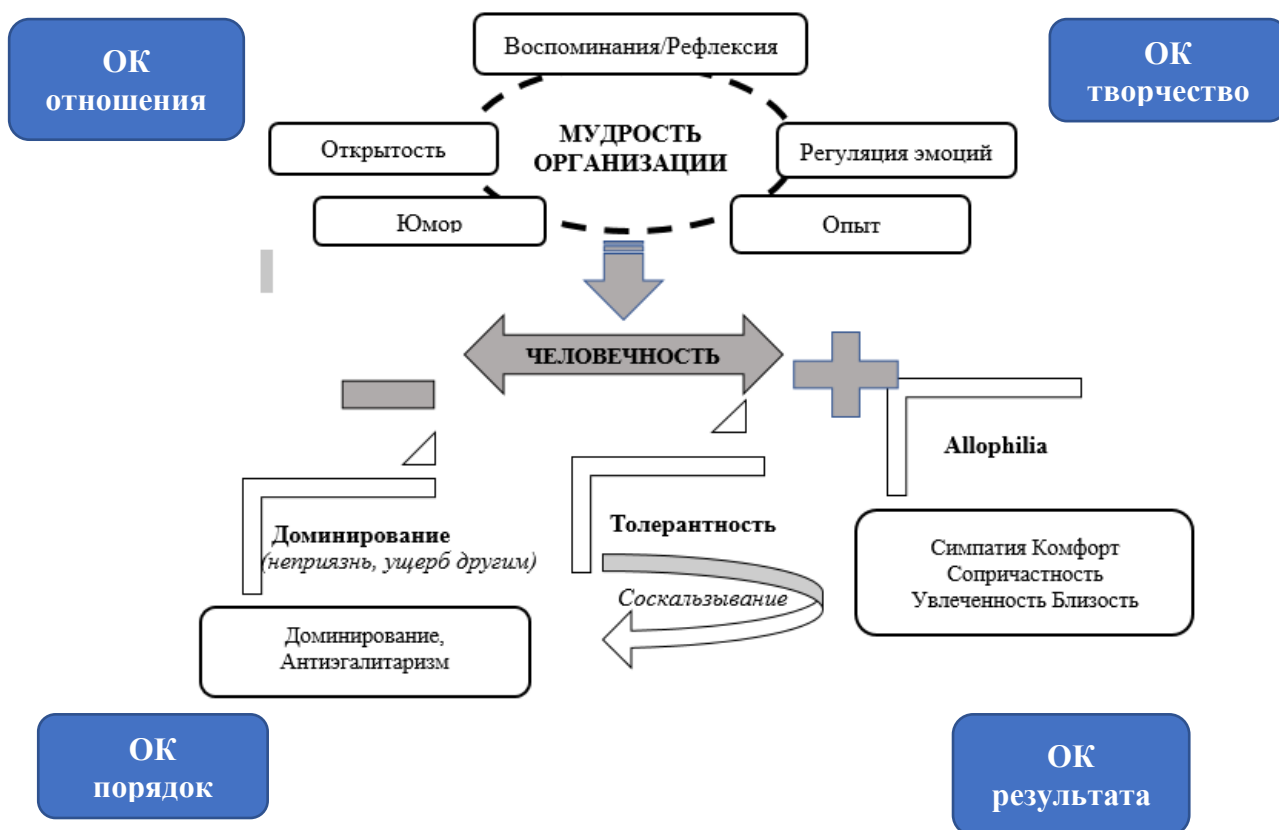 ОК
отношения
Воспоминания/Рефлексия
ОК
творчество
МУДРОСТЬ
ОРГАНИЗАЦИИ
Открытость
Регуляция эмоций
Юмор
Опыт
ЧЕЛОВЕЧНОСТЬ
Allophilia
Доминирование
(неприязнь, ущерб другим)
Толерантность
Соскальзывание
Симпатия Комфорт
Сопричастность
Увлеченность Близость
Доминирование,
Антиэгалитаризм
ОК
порядок
ОК
результата